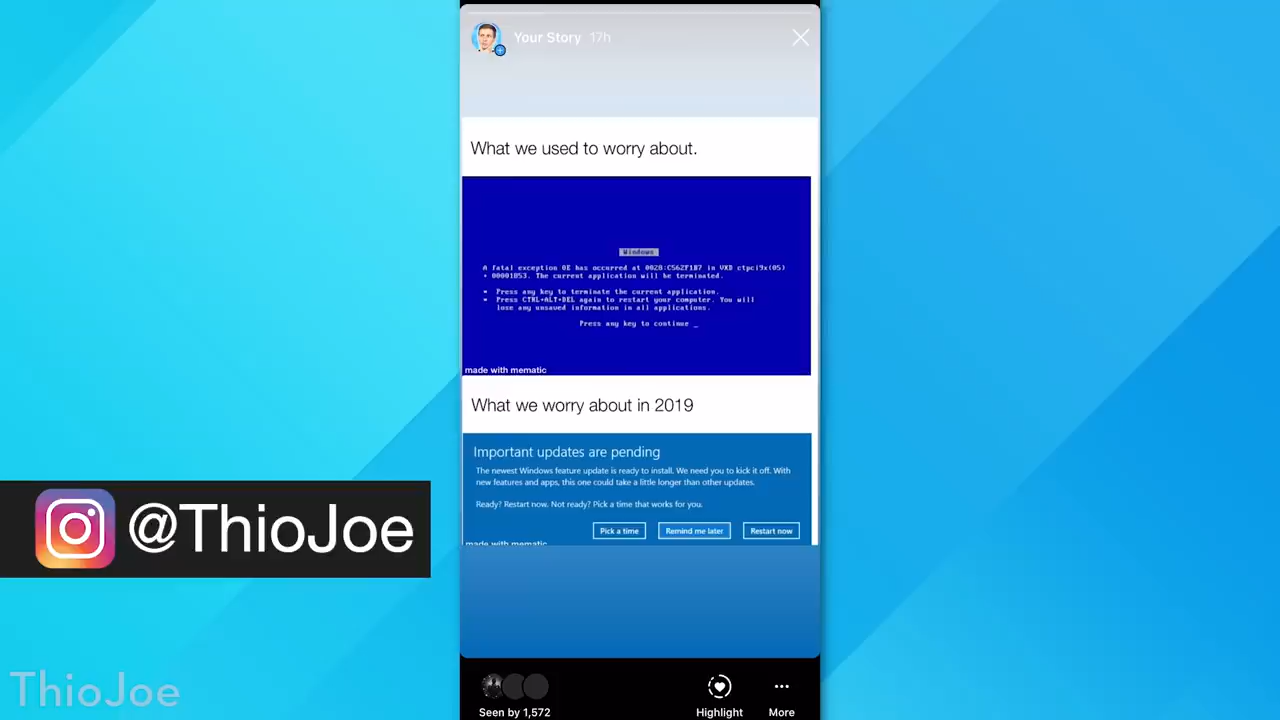 Your Story 17h
What we used to worry about.
Windows
A fatal exception 0E has occurred at 0028:C562F1B7 in VXD ctpci9x(05)
+ 00001853. The current application will be terminated.
* Press any key to terminate the current application.
* Press CTRL+ALT+DEL again to restart your computer. You will
lose any unsaved information in all applications.
Press any key to continue _
made with mematic
What we worry about in 2019
Important updates are pending
The newest Windows feature update is ready to install. We need you to kick it off. With
new features and apps, this one could take a little longer than other updates.
Ready? Restart now. Not ready? Pick a time that works for you.
Pick a time Remind me later Restart now
made with mematic
@ThioJoe
ThioJoe
Seen by 1,572
Highlight
More